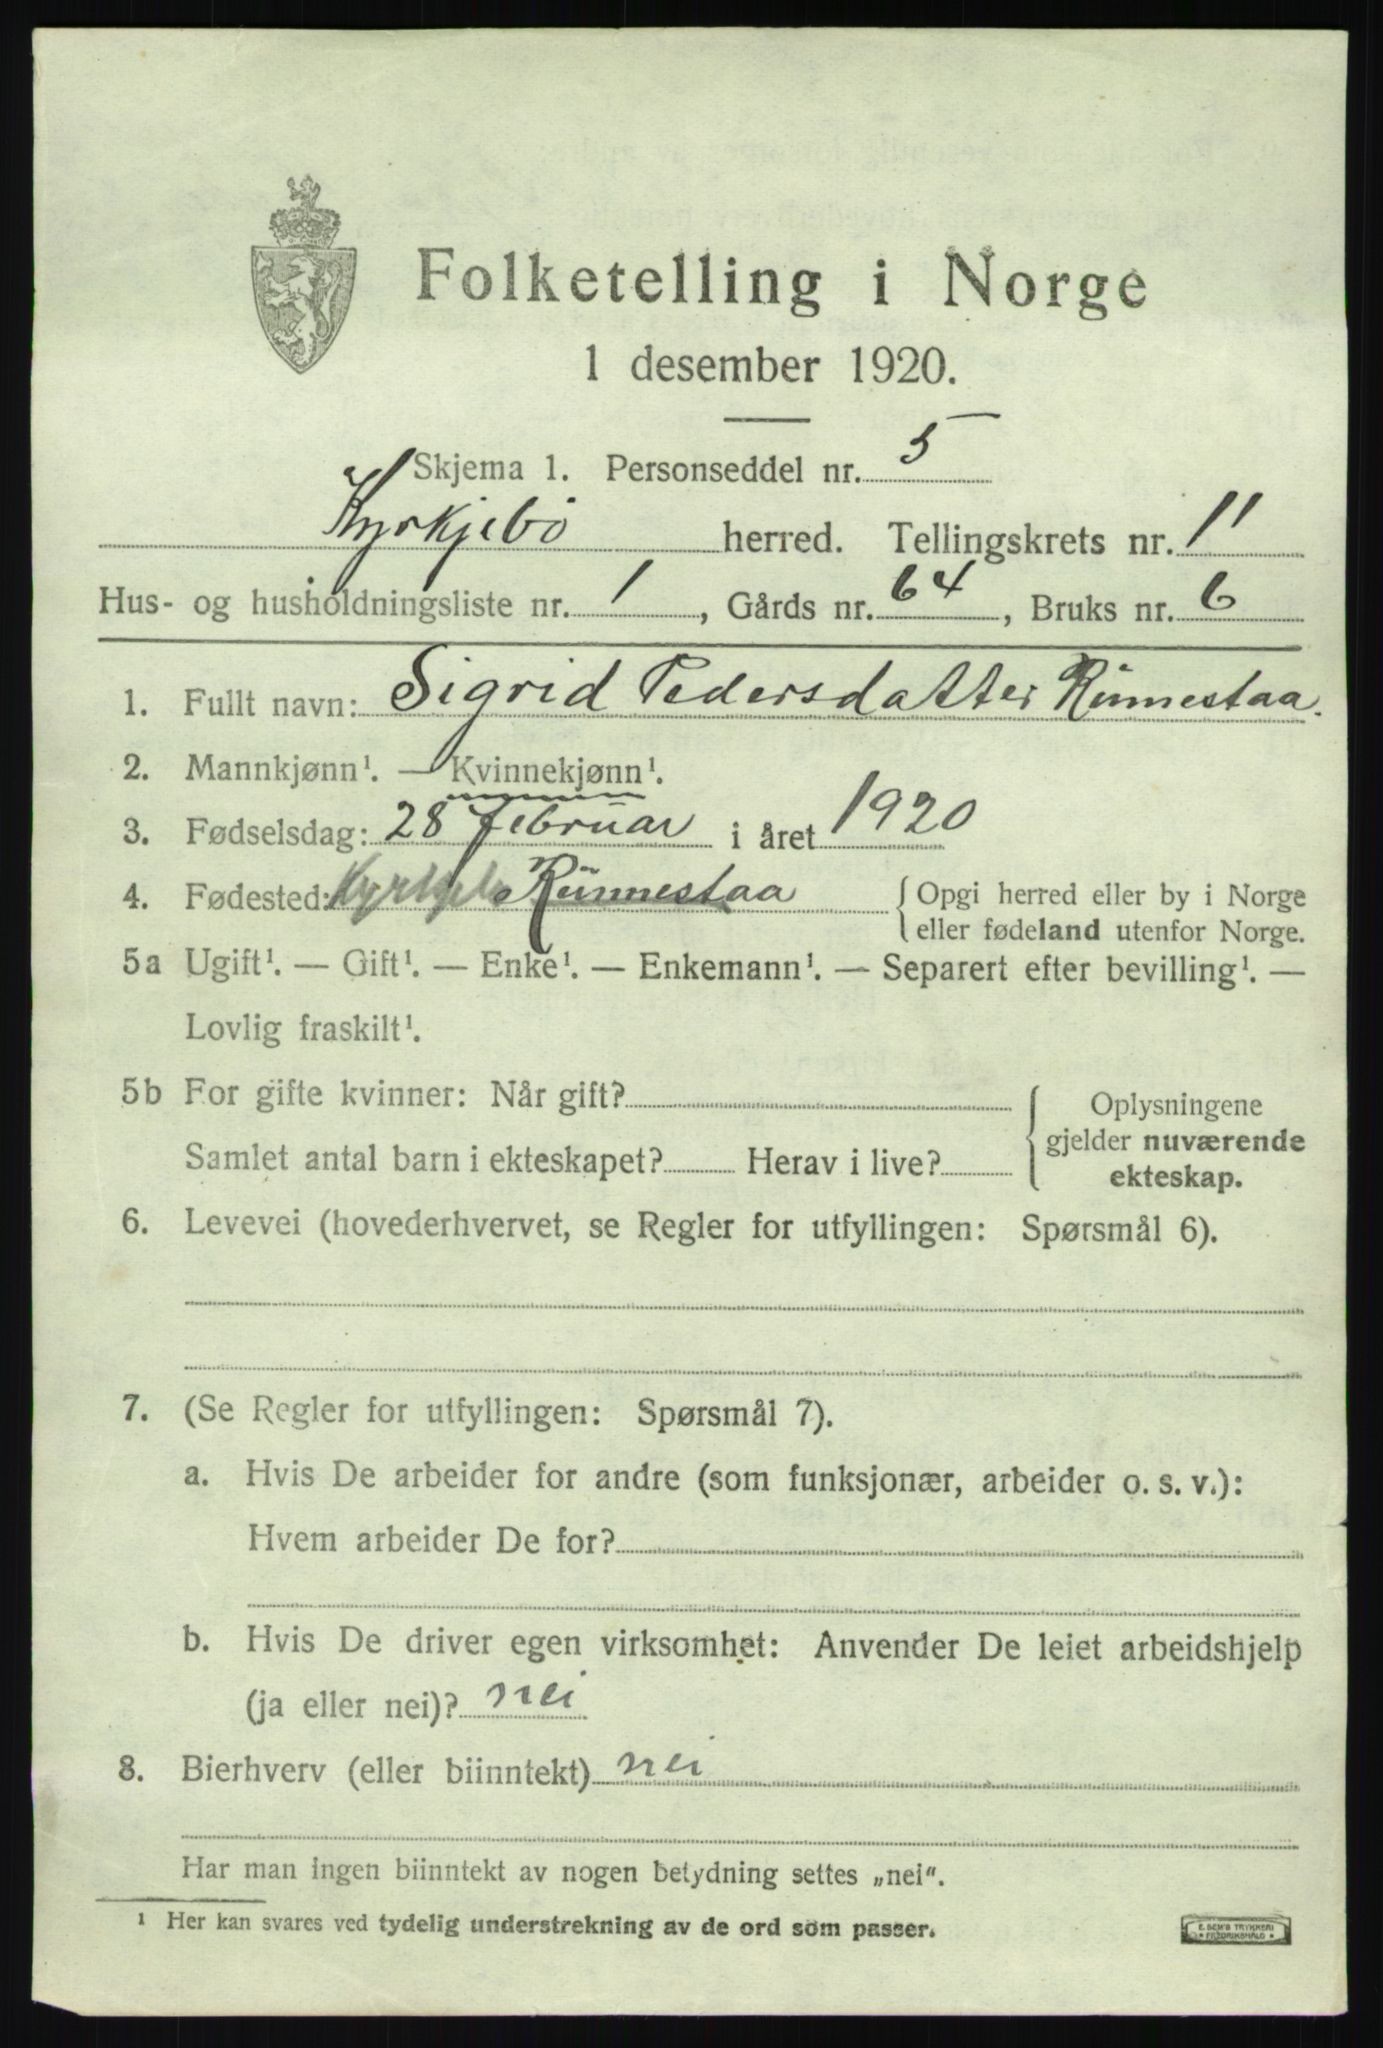 Folketelling i Norge
1 desember 1920.
Skjema 1. Personseddel nr. 5
Kyrkjebø herred. Tellingskrets nr. 11
Hus- og husholdningsliste nr. 1, Gårds nr. 64, Bruks nr. 6
1. Fullt navn: Sigrid Pedersdatter Rünnestaa.
2. Mannkjønn¹. — Kvinnekjønn¹.
3. Fødselsdag: 28 februar i året 1920
4. Fødested: Kyrkjebø Rünnestaa { Opgi herred eller by i Norge
eller fødeland utenfor Norge.
5a Ugift¹. — Gift¹. — Enke¹. — Enkemann¹. — Separert efter bevilling¹. —
Lovlig fraskilt¹.
5b For gifte kvinner: Når gift? { Oplysningene
gjelder nuværende
Samlet antal barn i ekteskapet? Herav i live?
ekteskap.
6. Levevei (hovederhvervet, se Regler for utfyllingen: Spørsmål 6).
7. (Se Regler for utfyllingen: Spørsmål 7).
a. Hvis De arbeider for andre (som funksjonær, arbeider o. s. v.):
Hvem arbeider De for?
b. Hvis De driver egen virksomhet: Anvender De leiet arbeidshjelp
(ja eller nei)? nei
8. Bierhverv (eller biinntekt) nei
Har man ingen biinntekt av nogen betydning settes „nei“.
¹ Her kan svares ved tydelig understrekning av de ord som passer.
E. SEM'S TRYKKERI
FREDRIKSHALD